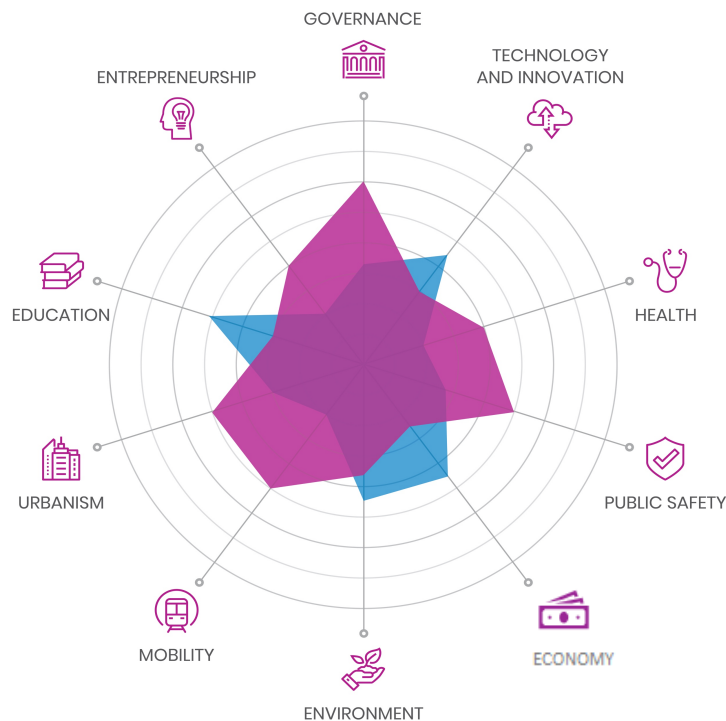 GOVERNANCE
TECHNOLOGY
AND INNOVATION
ENTREPRENEURSHIP
EDUCATION
HEALTH
URBANISM
PUBLIC SAFETY
MOBILITY
ECONOMY
ENVIRONMENT